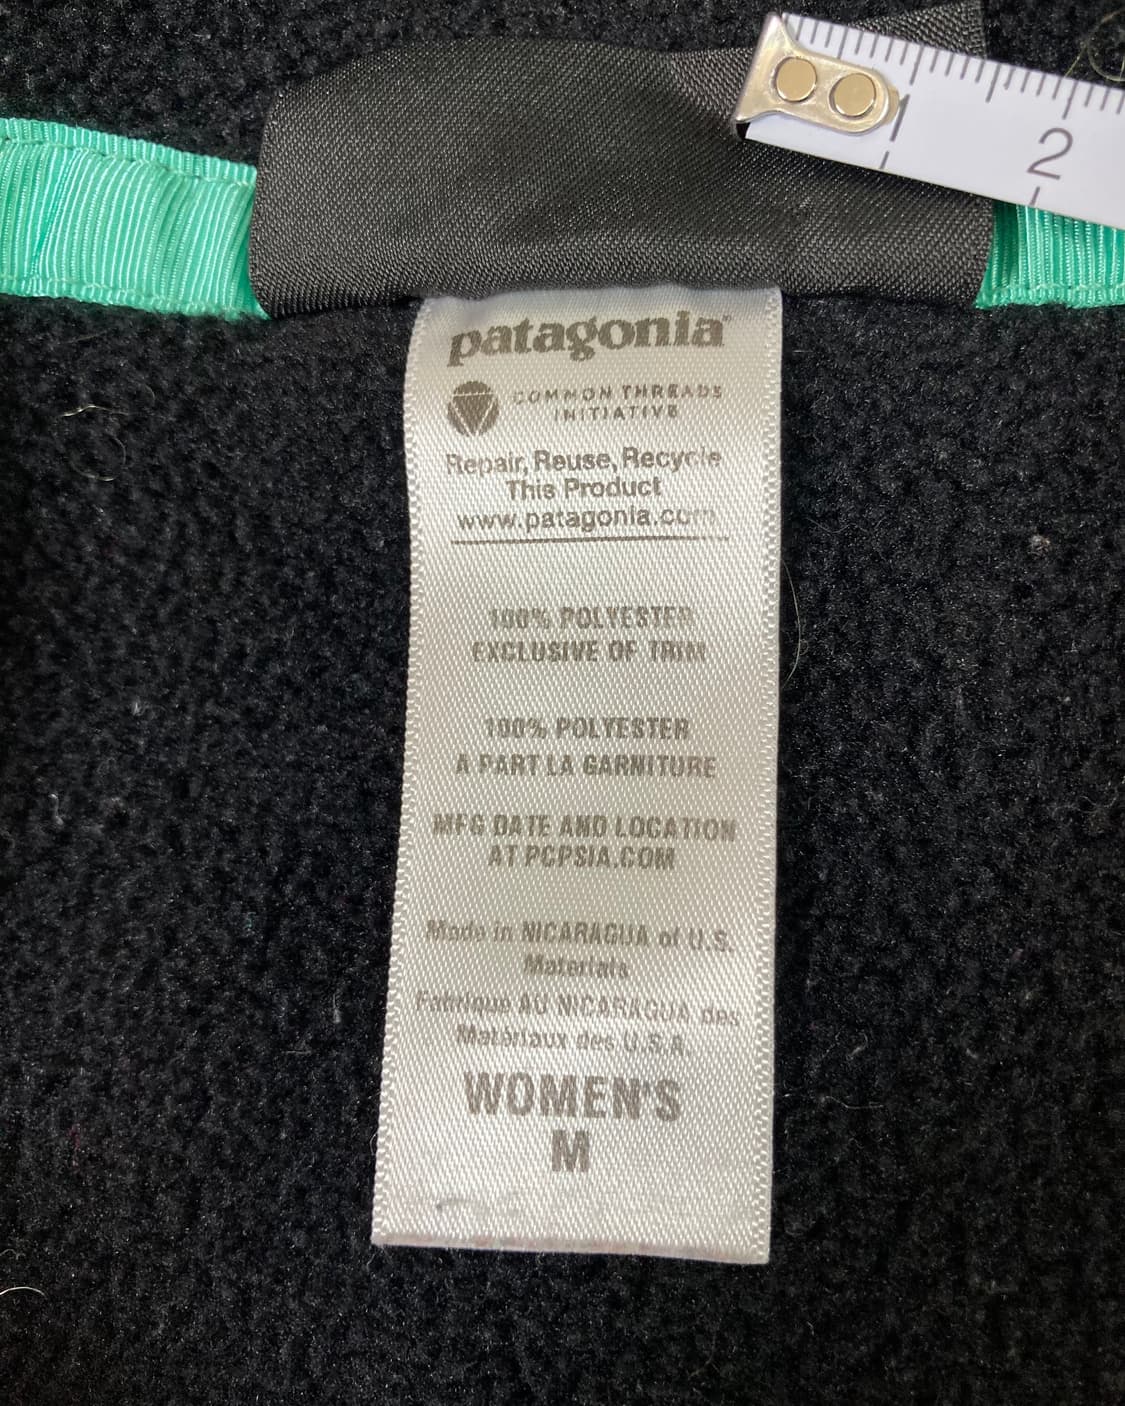 patagonia®
COMMON THREADS
INITIATIVE
Repair, Reuse, Recycle
This Product
www.patagonia.com
100% POLYESTER
EXCLUSIVE OF TRIM
100% POLYESTER
A PART LA GARNITURE
MFG DATE AND LOCATION
AT PCPSIA.COM
Made in NICARAGUA of U.S.
Materials
Fabrique AU NICARAGUA des
Materiaux des U.S.A.
WOMEN'S
M
1
2